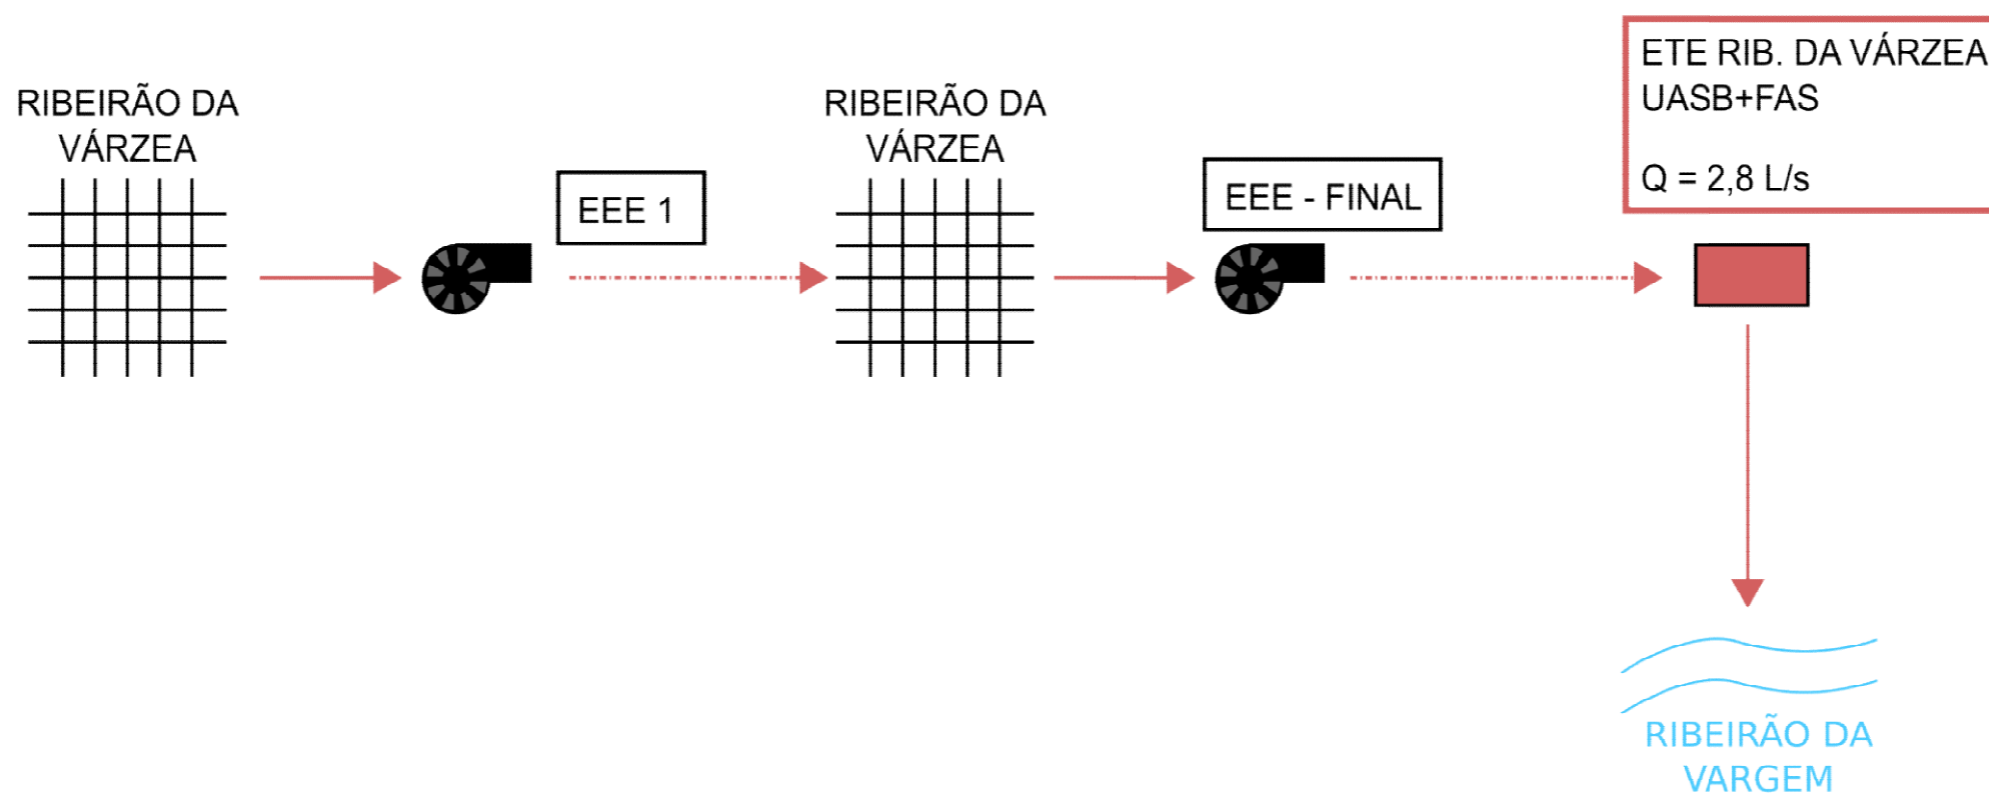 RIBEIRÃO DA
VÁRZEA
EEE 1
RIBEIRÃO DA
VÁRZEA
EEE - FINAL
ETE RIB. DA VÁRZEA
UASB+FAS
Q = 2,8 L/s
RIBEIRÃO DA
VARGEM